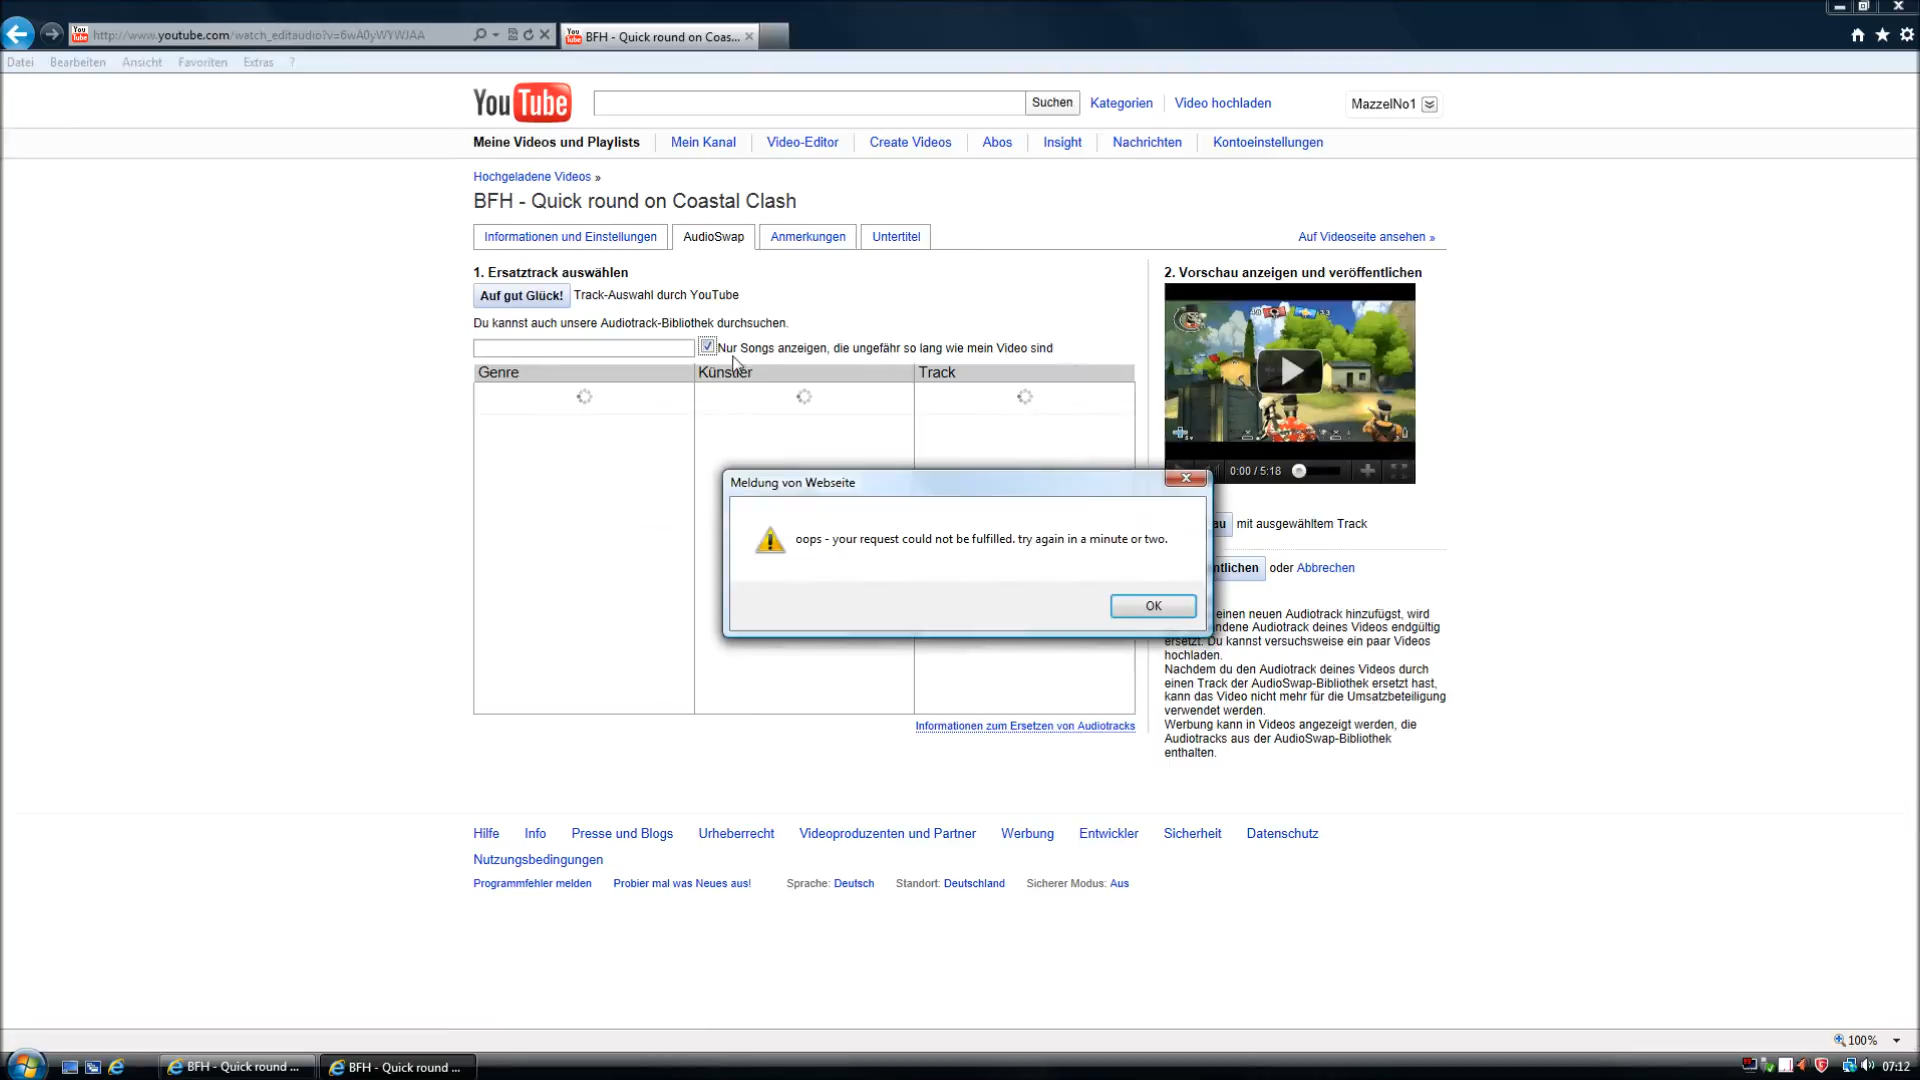 http://www.youtube.com/watch_editaudio?v=6wA0yWYWJAA
BFH - Quick round on Coas...
Datei Bearbeiten Ansicht Favoriten Extras ?
YouTube
Suchen
Kategorien
Video hochladen
MazzelNo1
Meine Videos und Playlists
Mein Kanal
Video-Editor
Create Videos
Abos
Insight
Nachrichten
Kontoeinstellungen
Hochgeladene Videos »
BFH - Quick round on Coastal Clash
Informationen und Einstellungen
AudioSwap
Anmerkungen
Untertitel
Auf Videoseite ansehen »
1. Ersatztrack auswählen
Auf gut Glück! Track-Auswahl durch YouTube
Du kannst auch unsere Audiotrack-Bibliothek durchsuchen.
Nur Songs anzeigen, die ungefähr so lang wie mein Video sind
Genre
Künstler
Track
2. Vorschau anzeigen und veröffentlichen
0:00 / 5:18
Meldung von Webseite
oops - your request could not be fulfilled. try again in a minute or two.
OK
au mit ausgewähltem Track
ntlichen oder Abbrechen
einen neuen Audiotrack hinzufügst, wird
ndene Audiotrack deines Videos endgültig
ersetzt. Du kannst versuchsweise ein paar Videos
hochladen.
Nachdem du den Audiotrack deines Videos durch
einen Track der AudioSwap-Bibliothek ersetzt hast,
kann das Video nicht mehr für die Umsatzbeteiligung
verwendet werden.
Werbung kann in Videos angezeigt werden, die
Audiotracks aus der AudioSwap-Bibliothek
enthalten.
Informationen zum Ersetzen von Audiotracks
Hilfe Info Presse und Blogs Urheberrecht Videoproduzenten und Partner Werbung Entwickler Sicherheit Datenschutz
Nutzungsbedingungen
Programmfehler melden Probier mal was Neues aus! Sprache: Deutsch Standort: Deutschland Sicherer Modus: Aus
100%
BFH - Quick round ...
BFH - Quick round ...
07:12